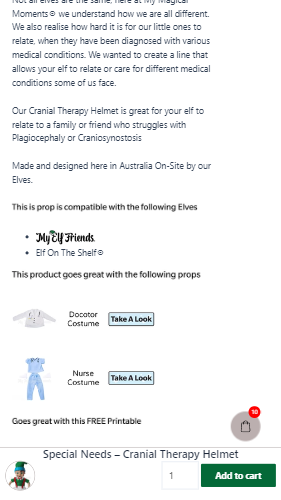 Not all elves are the same, here at My Magical
Moments© we understand how we are all different.
We also realise how hard it is for our little ones to
relate, when they have been diagnosed with various
medical conditions. We wanted to create a line that
allows your elf to relate or care for different medical
conditions some of us face.
Our Cranial Therapy Helmet is great for your elf to
relate to a family or friend who struggles with
Plagiocephaly or Craniosynostosis
Made and designed here in Australia On-Site by our
Elves.
This is prop is compatible with the following Elves
My Elf Friends.
Elf On The Shelf©
This product goes great with the following props
Docotor
Costume
Take A Look
Nurse
Costume
Take A Look
Goes great with this FREE Printable
10
Special Needs – Cranial Therapy Helmet
1
Add to cart